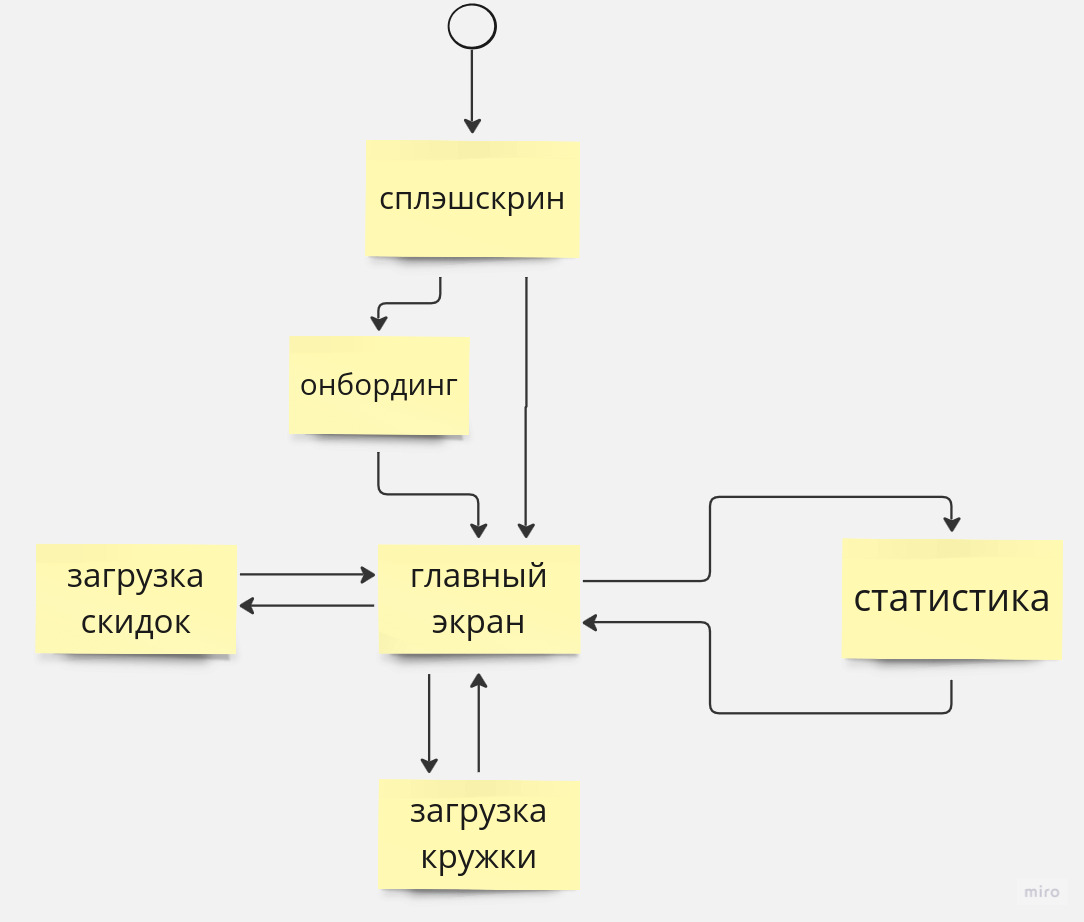 сплэшскрин
онбординг
загрузка
скидок
главный
экран
статистика
загрузка
кружки
miro